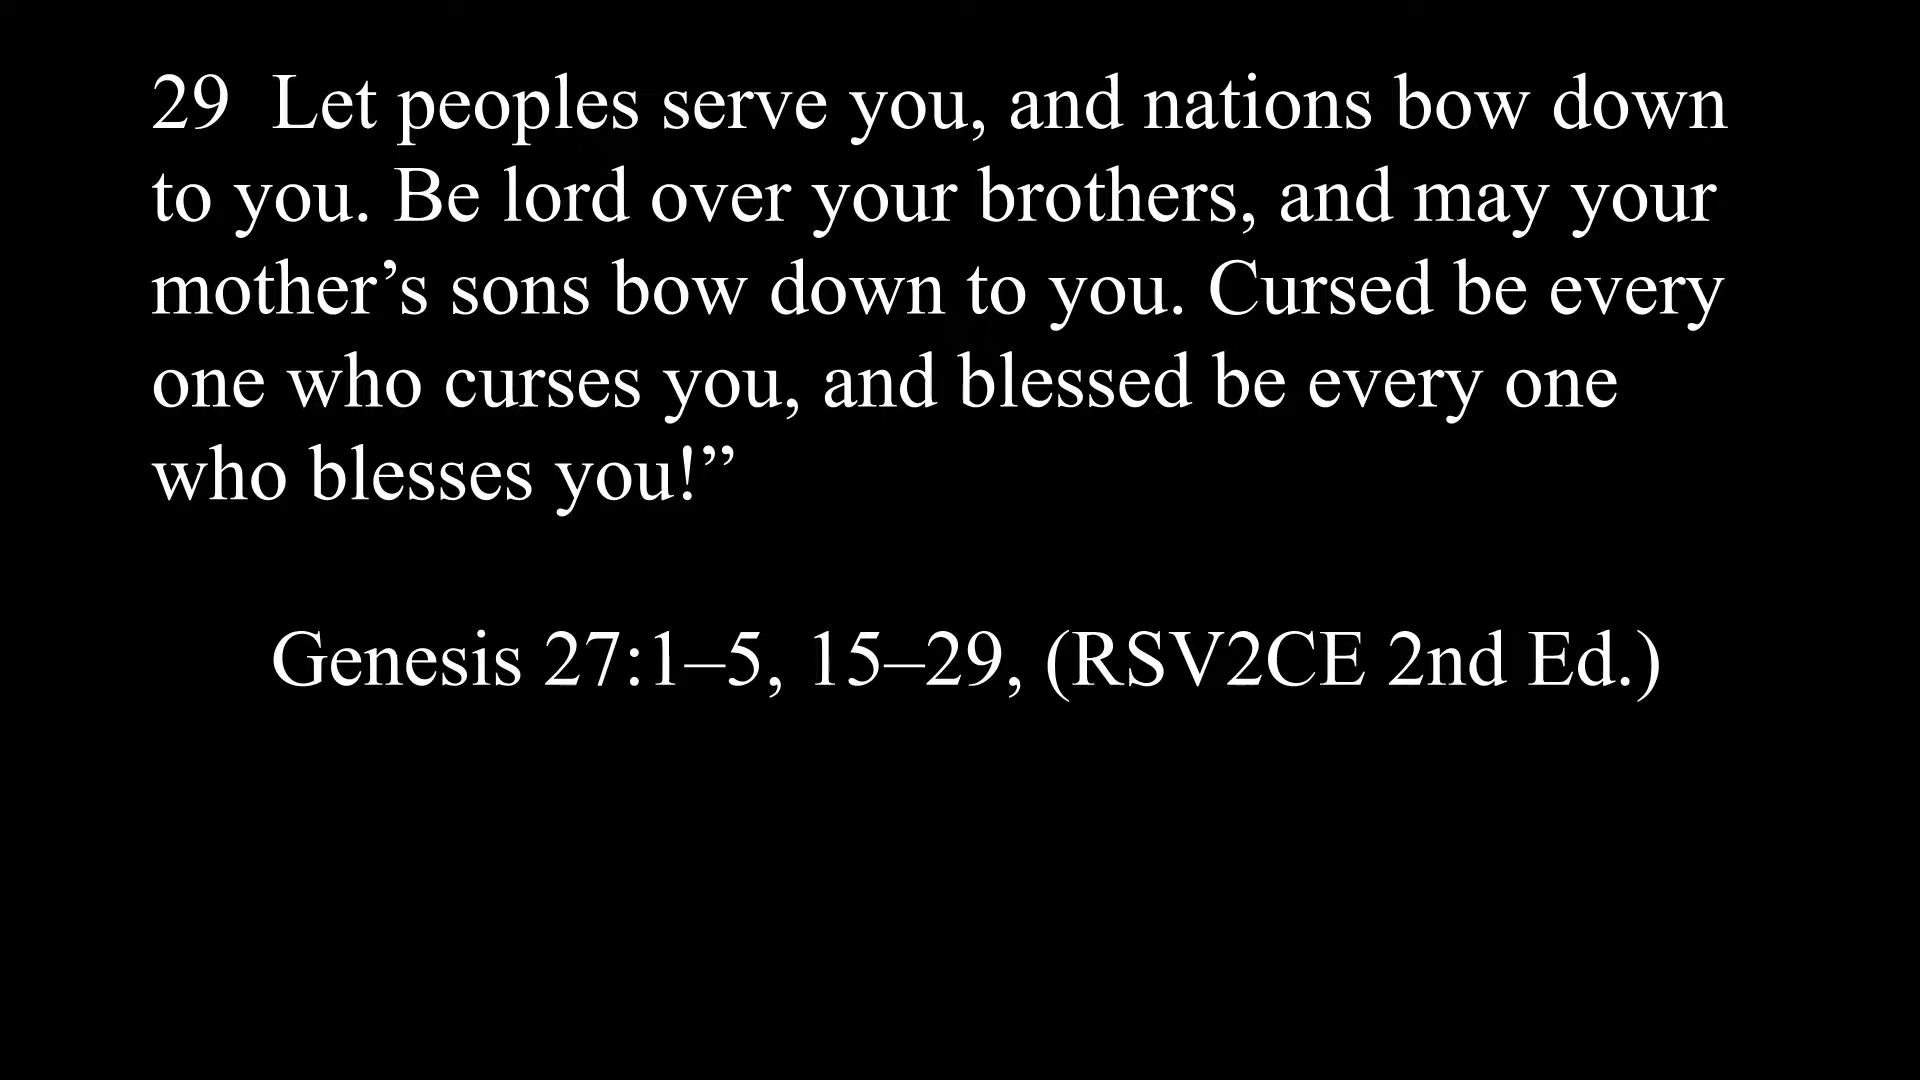 29  Let peoples serve you, and nations bow down
to you. Be lord over your brothers, and may your
mother’s sons bow down to you. Cursed be every
one who curses you, and blessed be every one
who blesses you!”
Genesis 27:1–5, 15–29, (RSV2CE 2nd Ed.)